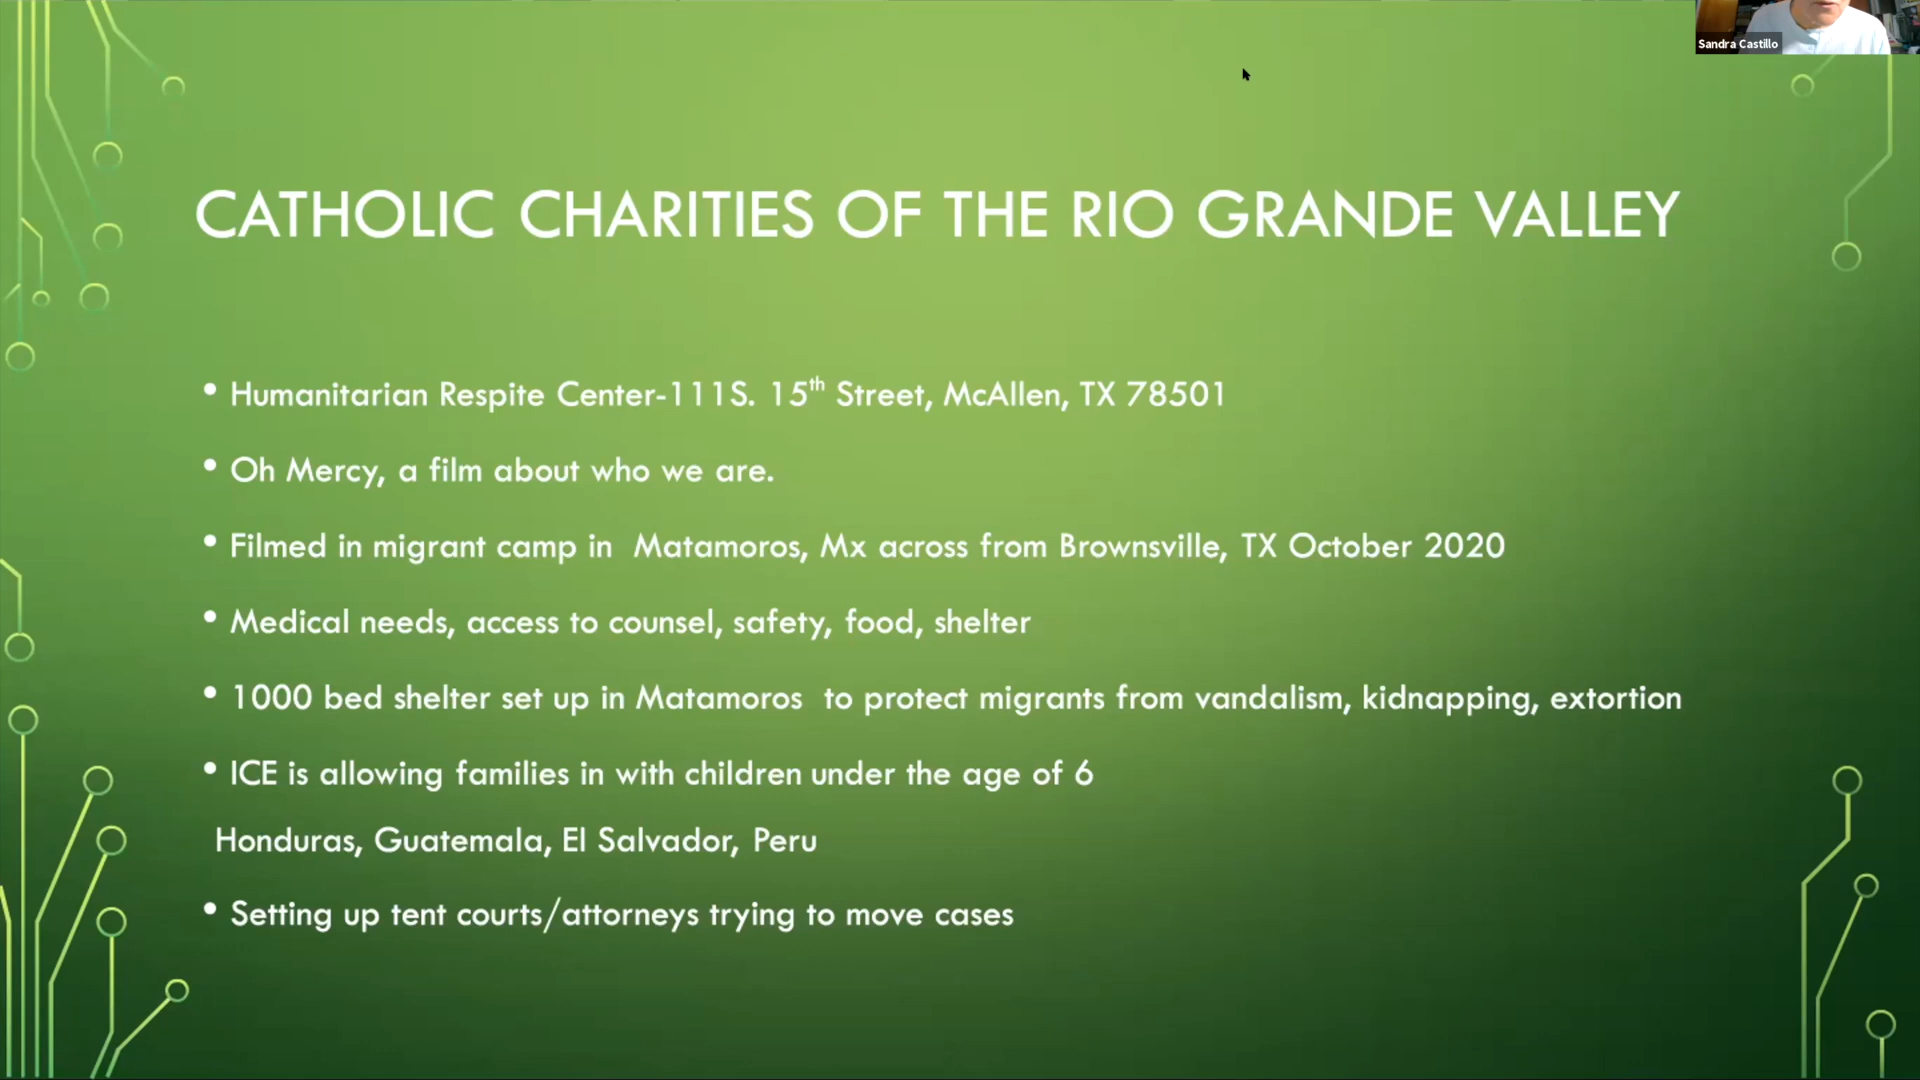 Sandra Castillo
CATHOLIC CHARITIES OF THE RIO GRANDE VALLEY
• Humanitarian Respite Center-111S. 15th Street, McAllen, TX 78501
• Oh Mercy, a film about who we are.
• Filmed in migrant camp in  Matamoros, Mx across from Brownsville, TX October 2020
• Medical needs, access to counsel, safety, food, shelter
• 1000 bed shelter set up in Matamoros  to protect migrants from vandalism, kidnapping, extortion
• ICE is allowing families in with children under the age of 6
Honduras, Guatemala, El Salvador, Peru
• Setting up tent courts/attorneys trying to move cases